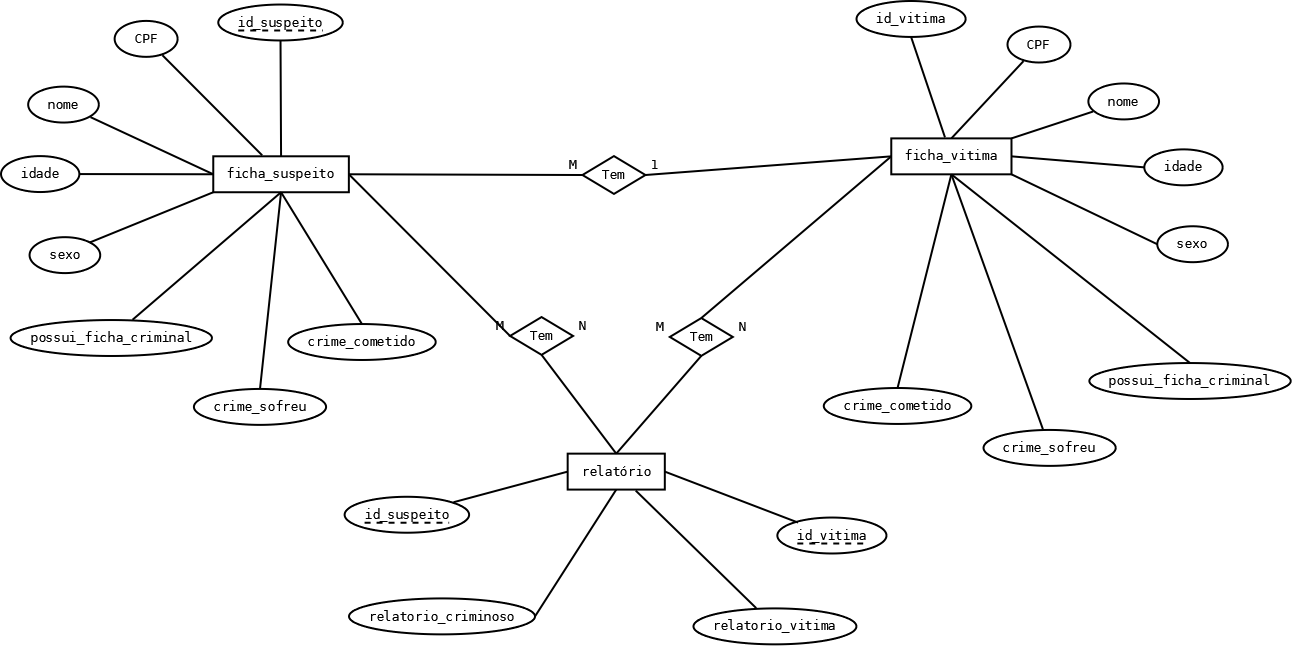 id_suspeito
id_vitima
CPF
CPF
nome
nome
ficha_suspeito
M
Tem
1
ficha_vitima
idade
idade
sexo
sexo
M
Tem
N
M
Tem
N
possui_ficha_criminal
crime_cometido
possui_ficha_criminal
crime_sofreu
crime_cometido
crime_sofreu
relatório
id_suspeito
id_vitima
relatorio_criminoso
relatorio_vitima